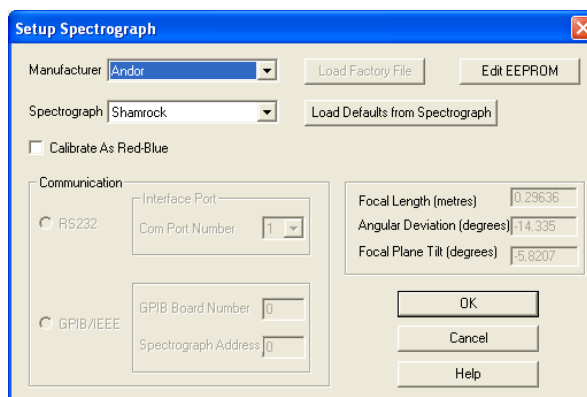 Setup Spectrograph
Manufacturer Andor Load Factory File Edit EEPROM
Spectrograph Shamrock Load Defaults from Spectrograph
Calibrate As Red-Blue
Communication
Interface Port
RS232
Com Port Number 1
GPIB/IEEE
GPIB Board Number 0
Spectrograph Address 0
Focal Length (metres) 0.29636
Angular Deviation (degrees) -14.335
Focal Plane Tilt (degrees) -5.8207
OK
Cancel
Help